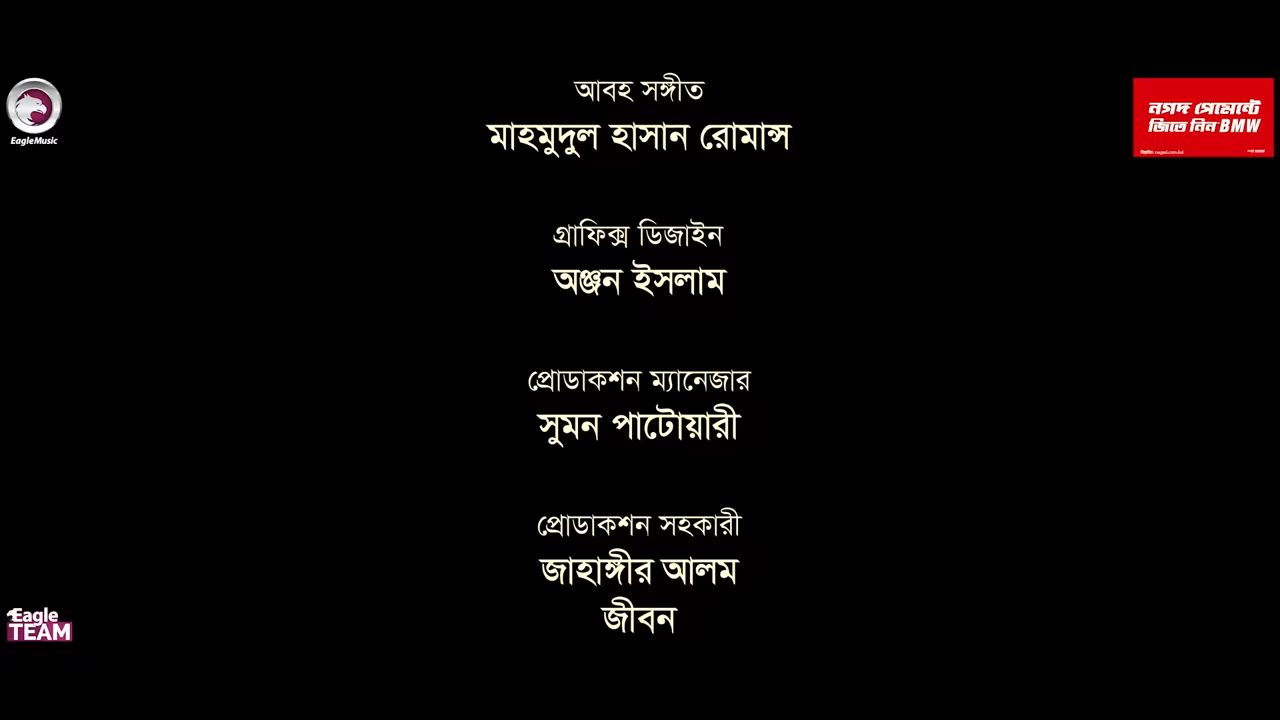 আবহ সঙ্গীত
মাহমুদুল হাসান রোমান্স
EagleMusic
নগদ পেমেন্টে
জিতে নিন BMW
গ্রাফিক্স ডিজাইন
অঞ্জন ইসলাম
প্রোডাকশন ম্যানেজার
সুমন পাটোয়ারী
প্রোডাকশন সহকারী
জাহাঙ্গীর আলম
জীবন
Eagle
TEAM